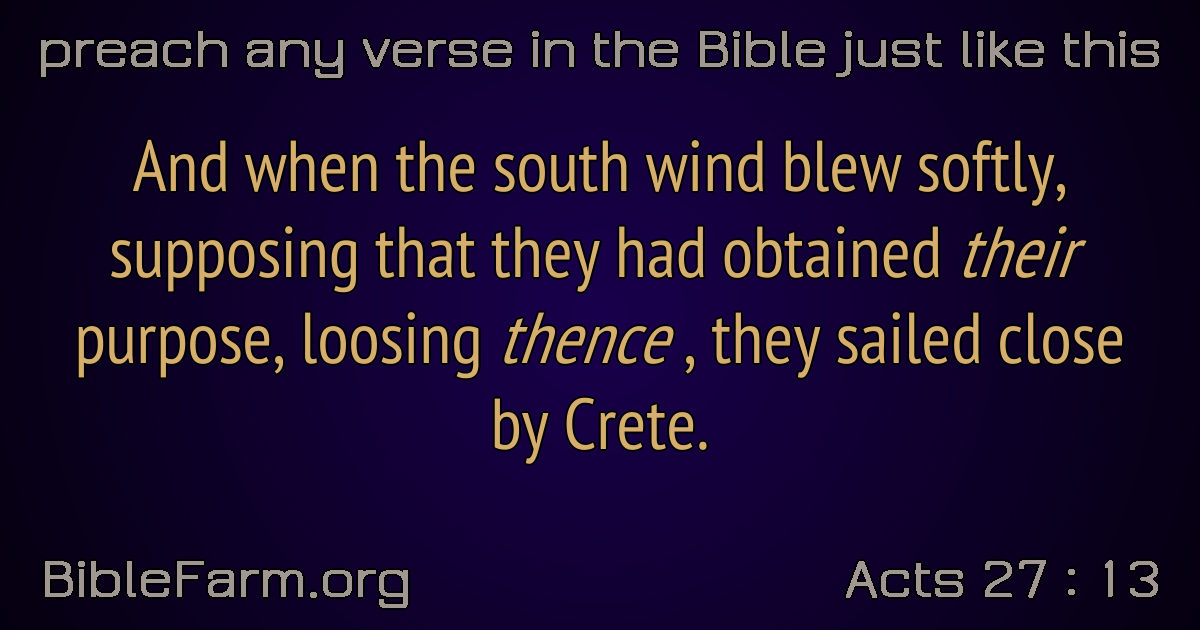 preach any verse in the Bible just like this
And when the south wind blew softly,
supposing that they had obtained their
purpose, loosing thence , they sailed close
by Crete.
BibleFarm.org
Acts 27 : 13